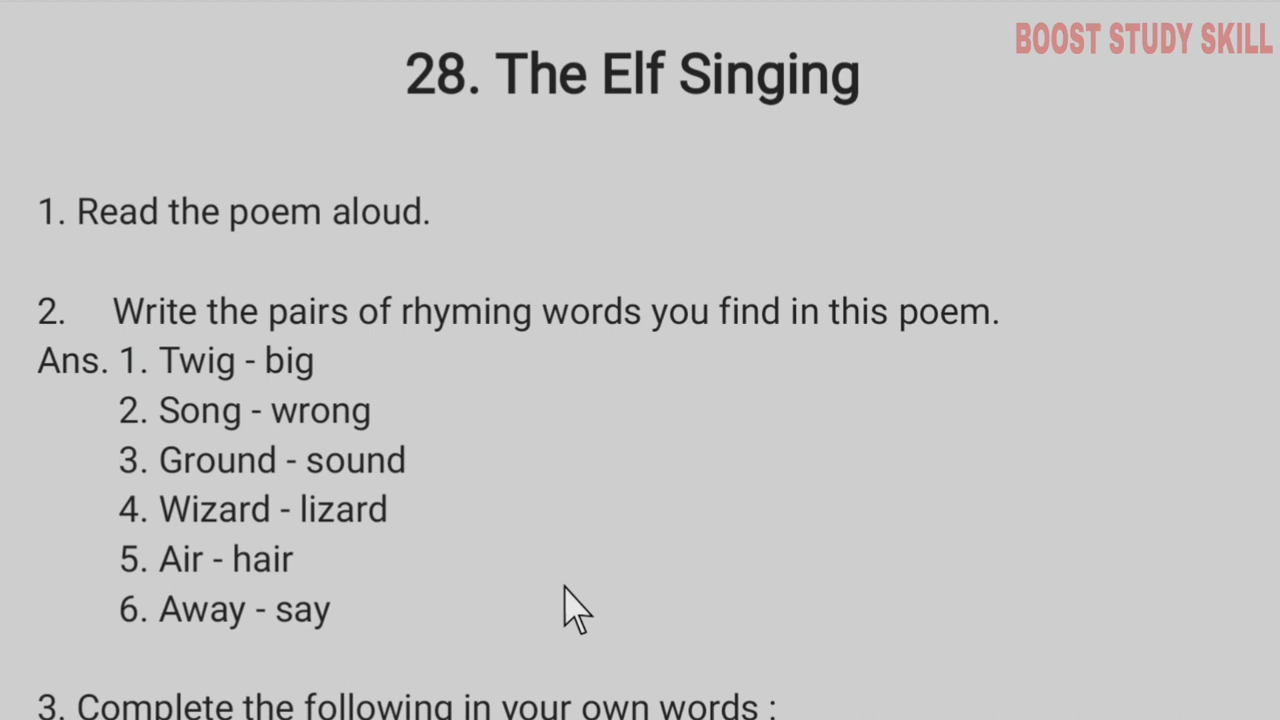 BOOST STUDY SKILL
28. The Elf Singing
1. Read the poem aloud.
2. Write the pairs of rhyming words you find in this poem.
Ans. 1. Twig - big
2. Song - wrong
3. Ground - sound
4. Wizard - lizard
5. Air - hair
6. Away - say
3. Complete the following in your own words :